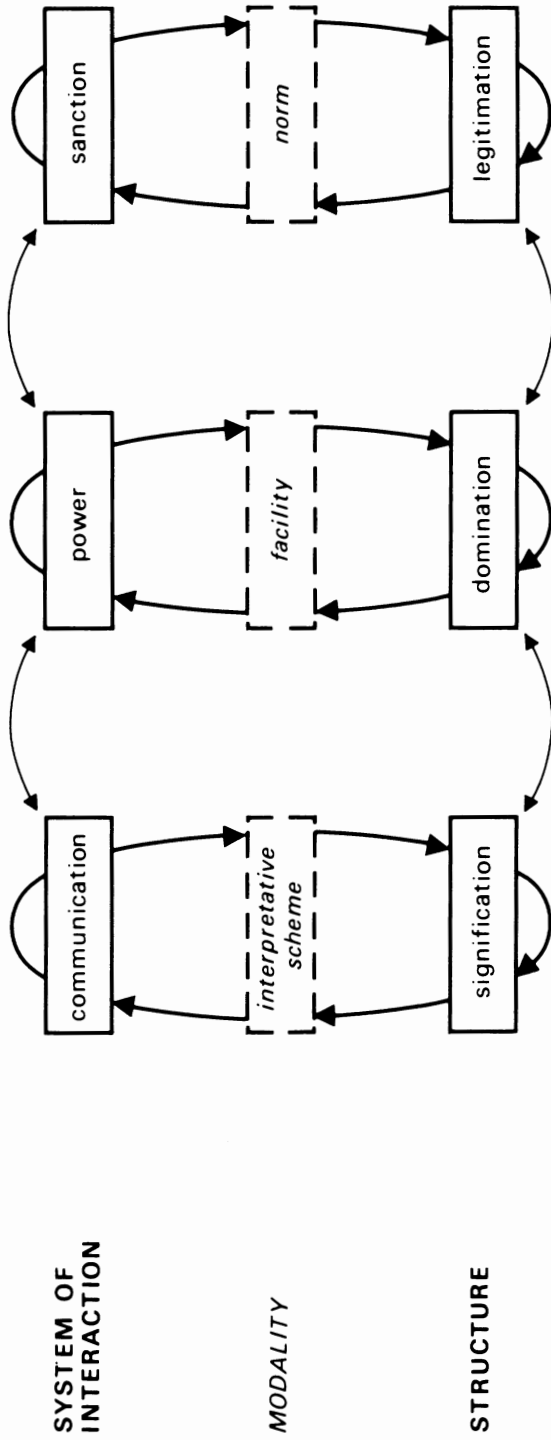 SYSTEM OF
INTERACTION
communication
power
sanction
MODALITY
interpretative
scheme
facility
norm
STRUCTURE
signification
domination
legitimation